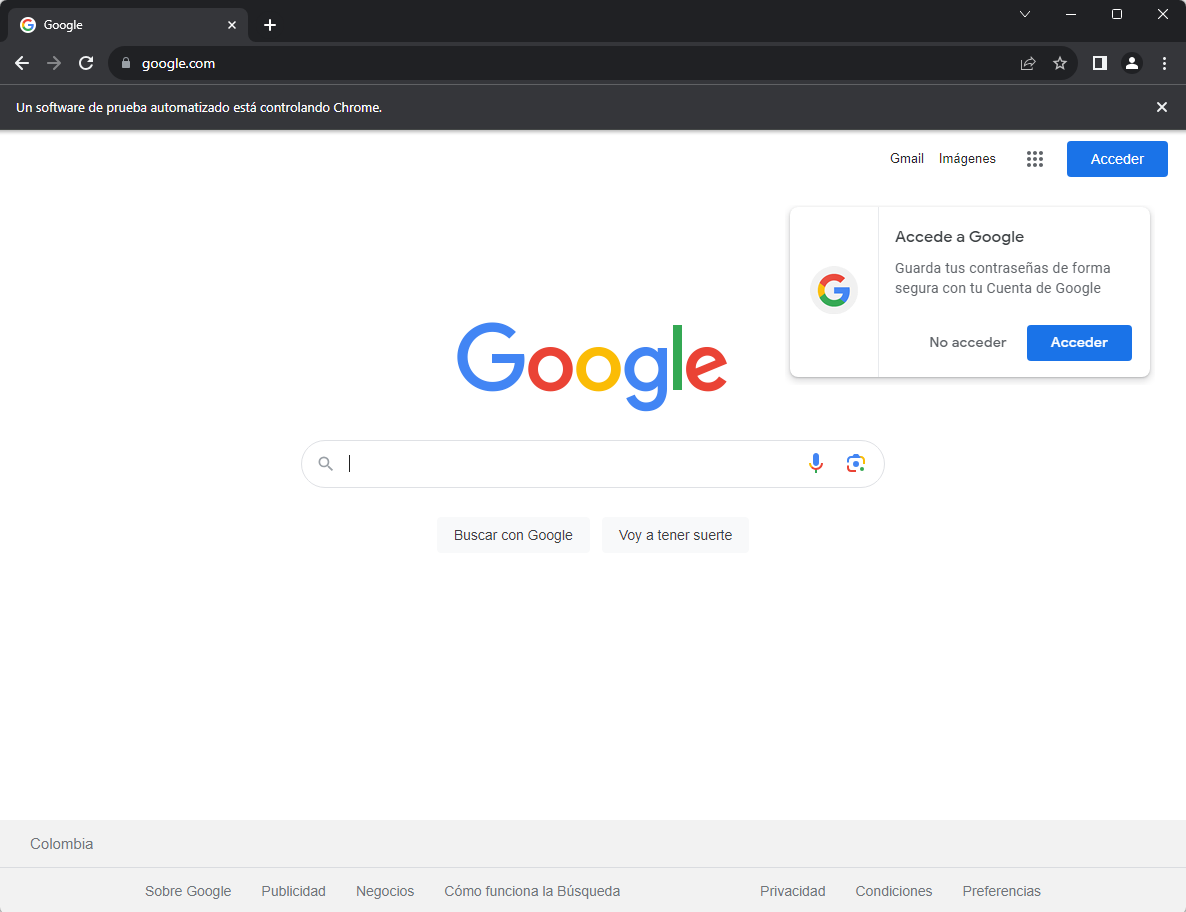 Google
google.com
Un software de prueba automatizado está controlando Chrome.
Gmail Imágenes Acceder
Accede a Google
Guarda tus contraseñas de forma
segura con tu Cuenta de Google
No acceder Acceder
Google
Buscar con Google Voy a tener suerte
Colombia
Sobre Google Publicidad Negocios Cómo funciona la Búsqueda Privacidad Condiciones Preferencias